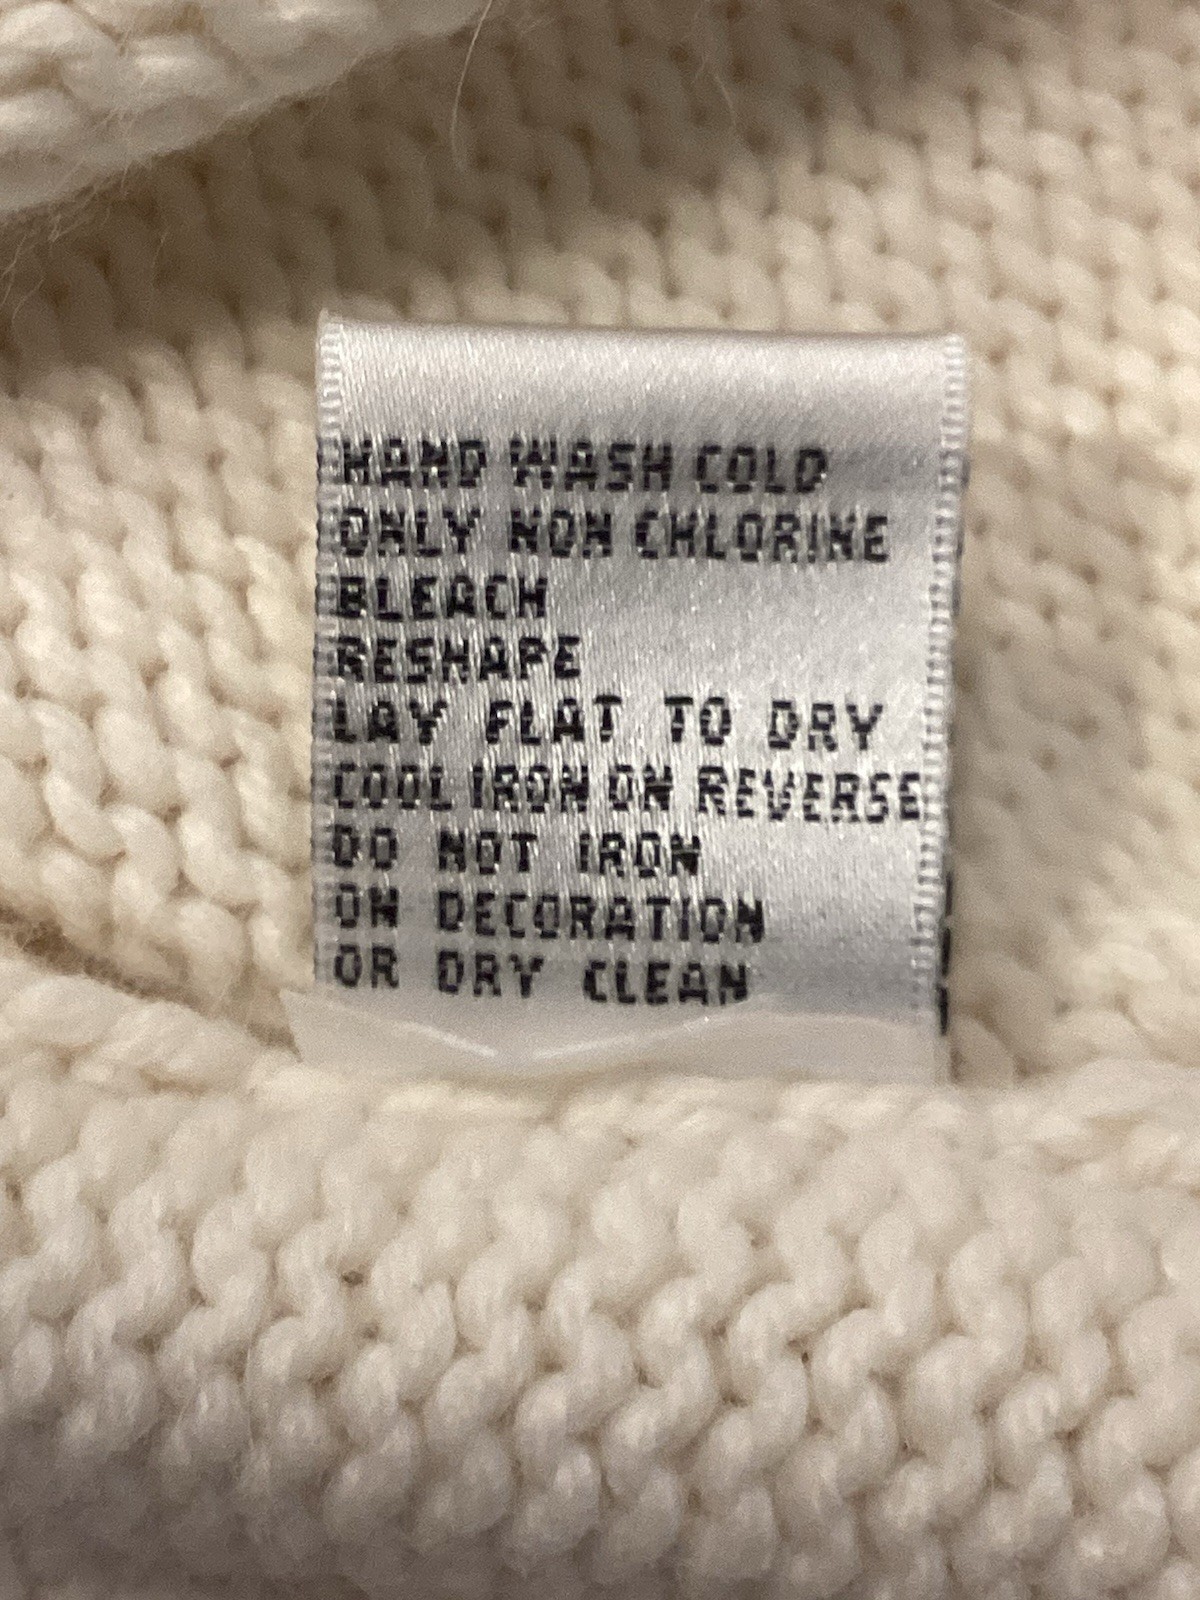 HAND WASH COLD
ONLY NON CHLORINE
BLEACH
RESHAPE
LAY FLAT TO DRY
COOL IRON ON REVERSE
DO NOT IRON
ON DECORATION
OR DRY CLEAN